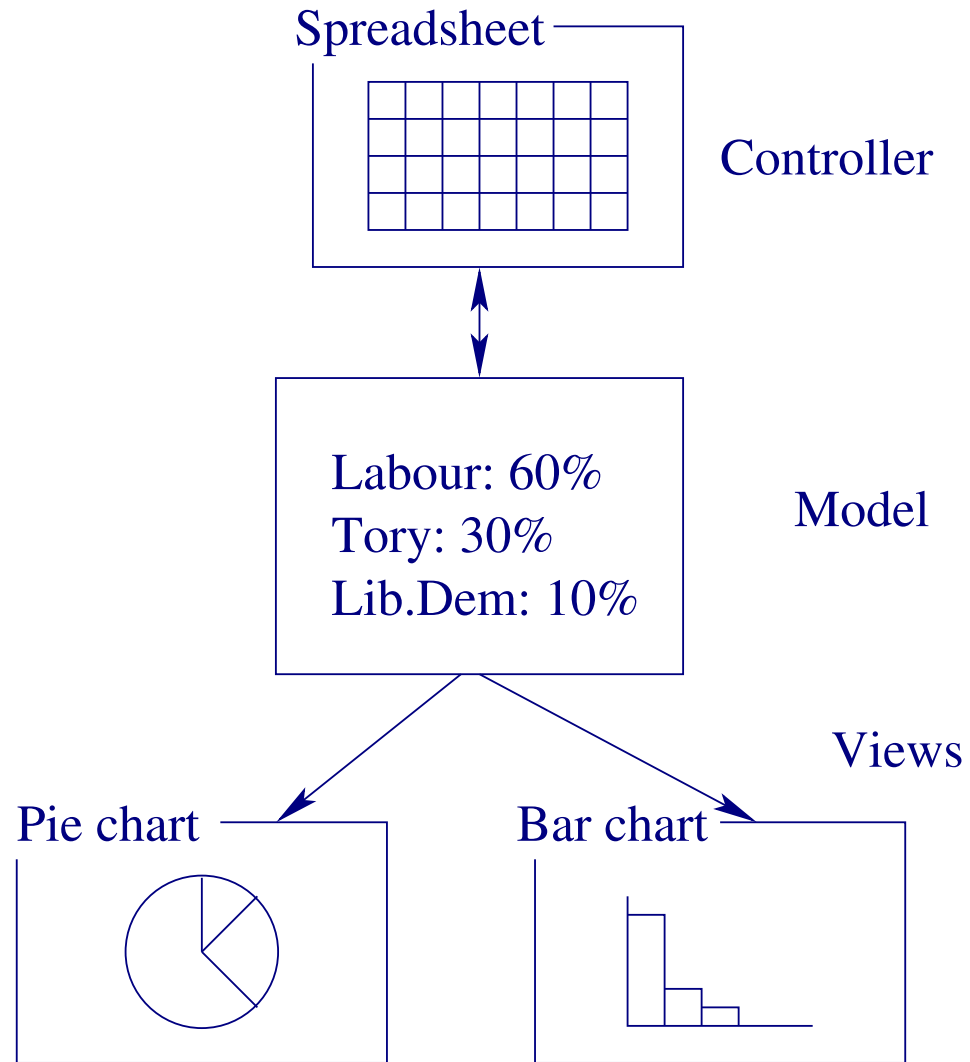 Spreadsheet
Controller
Labour: 60%
Tory: 30%
Lib.Dem: 10%
Model
Views
Pie chart
Bar chart